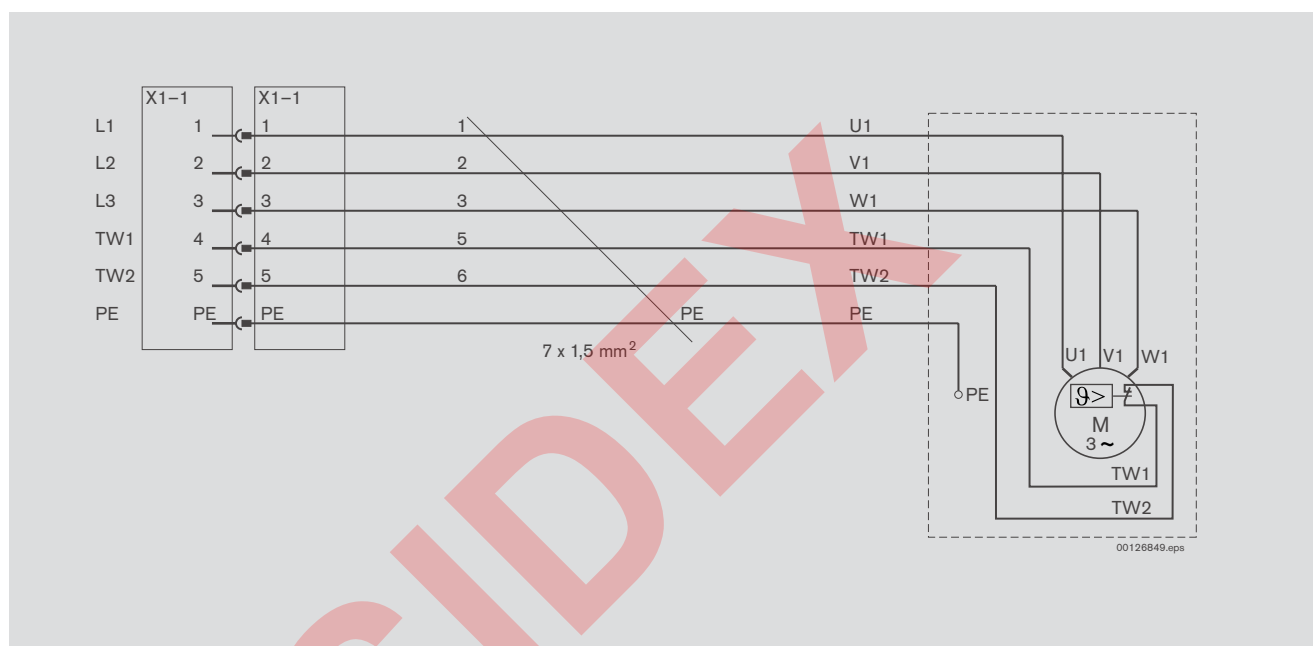 X1–1 X1–1
L1 1 1 1 U1
L2 2 2 2 V1
L3 3 3 3 W1
TW1 4 4 5 TW1
TW2 5 5 6 TW2
PE PE PE PE PE
7 x 1,5 mm²
U1 V1 W1
PE
ϑ>
M
3 ~
TW1
TW2
00126849.eps
SIDEX